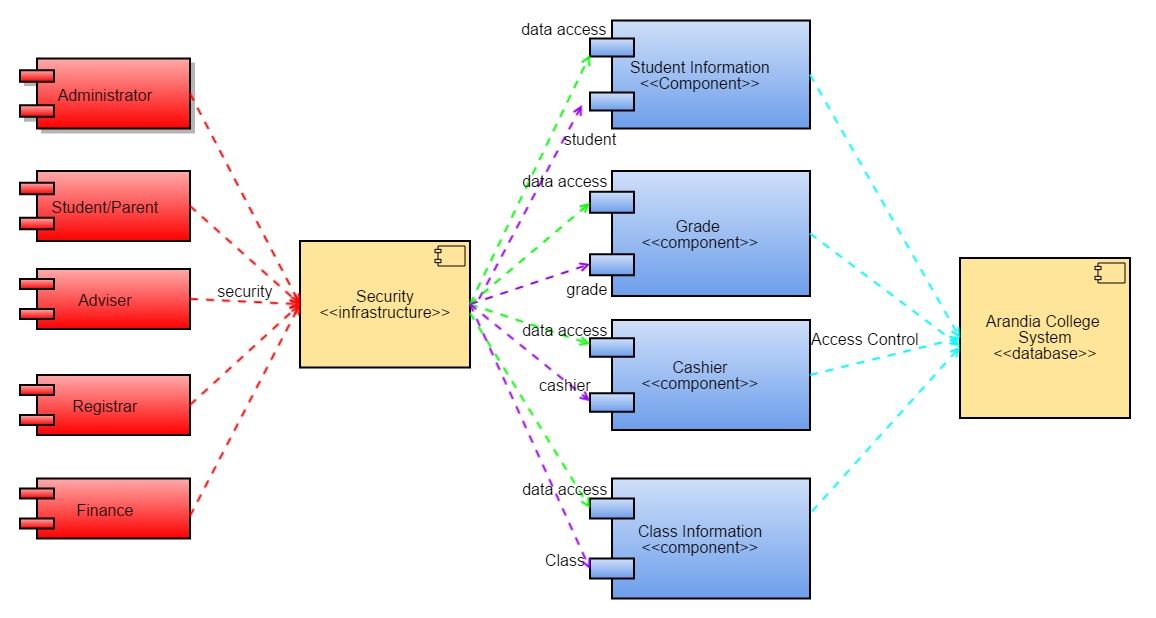 Administrator
Student/Parent
Adviser
Registrar
Finance
security
Security
<<infrastructure>>
data access
Student Information
<<Component>>
student
data access
Grade
<<component>>
grade
data access
Cashier
<<component>>
cashier
data access
Class Information
<<component>>
Class
Access Control
Arandia College
System
<<database>>